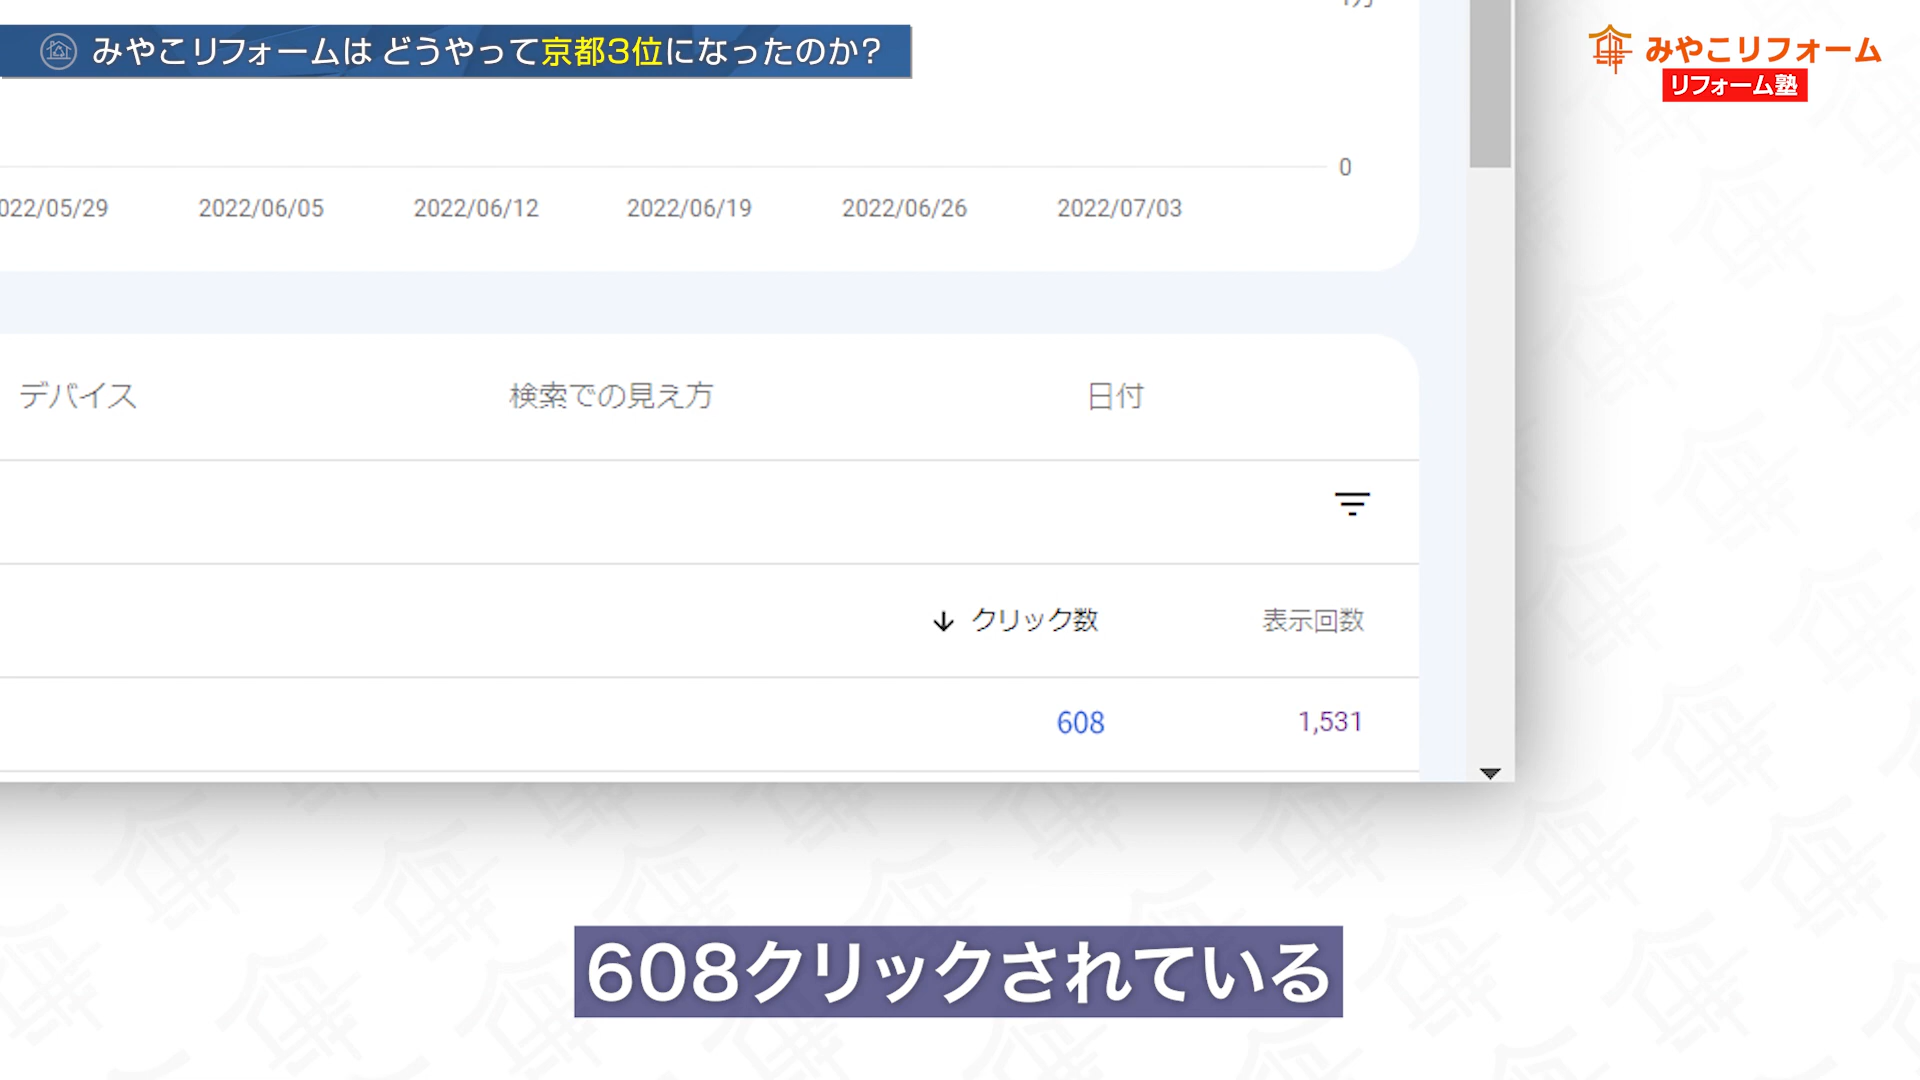 みやこリフォームは どうやって京都3位になったのか?
みやこリフォーム
リフォーム塾
0
022/05/29 2022/06/05 2022/06/12 2022/06/19 2022/06/26 2022/07/03
デバイス 検索での見え方 日付
↓ クリック数 表示回数
608 1,531
608クリックされている